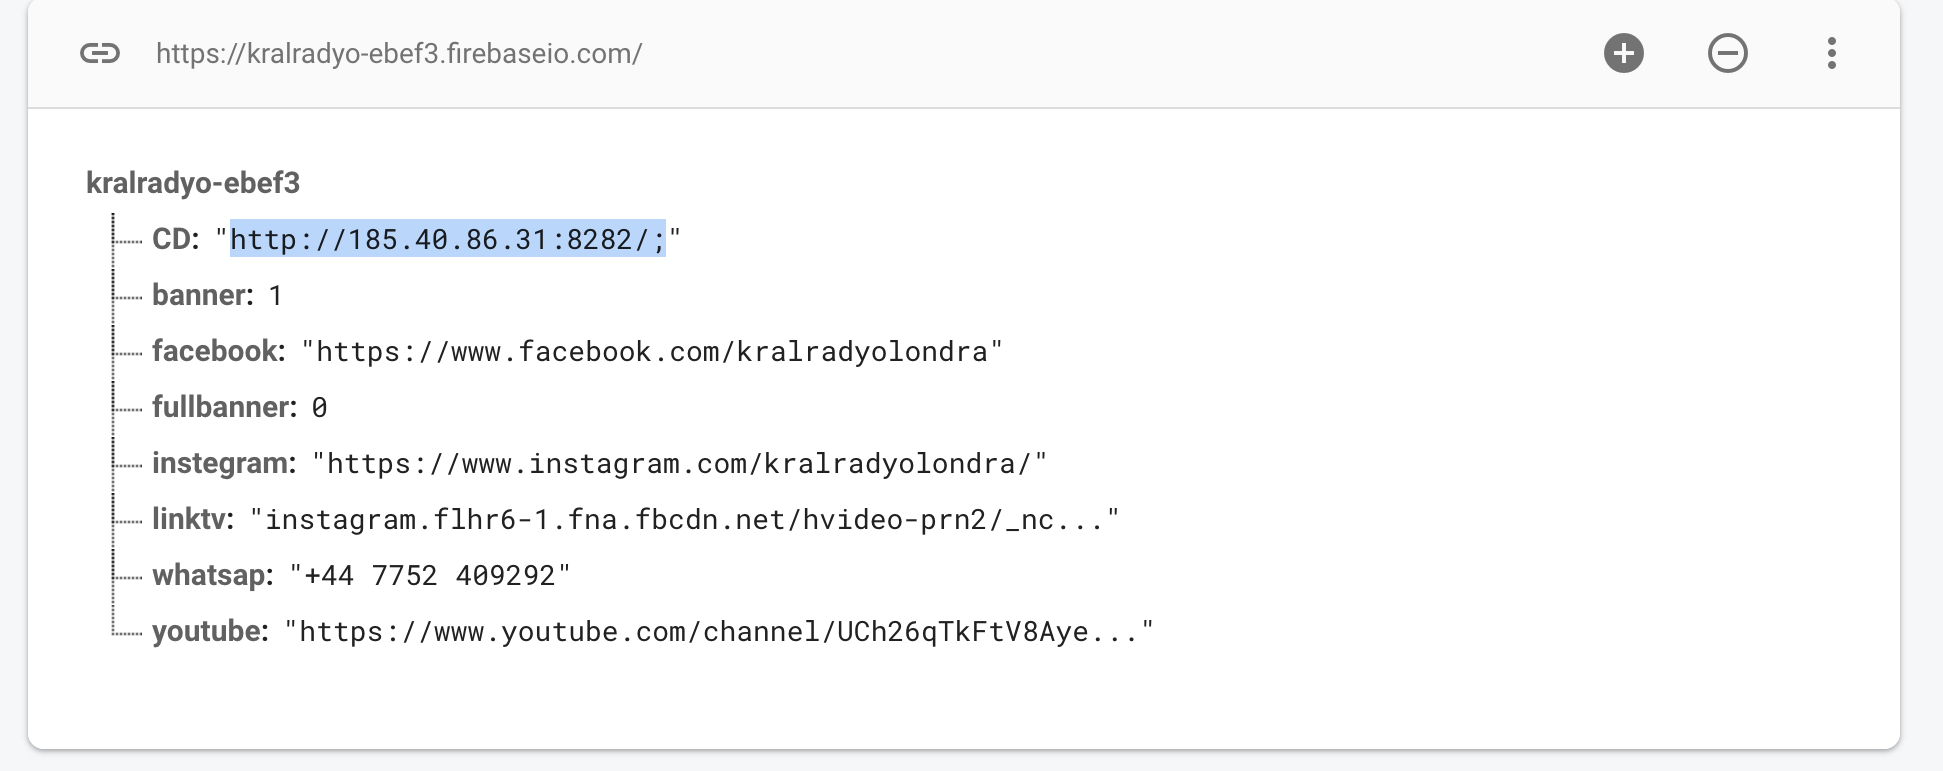 https://kralradyo-ebef3.firebaseio.com/
kralradyo-ebef3
CD: "http://185.40.86.31:8282/;"
banner: 1
facebook: "https://www.facebook.com/kralradyolondra"
fullbanner: 0
instegram: "https://www.instagram.com/kralradyolondra/"
linktv: "instagram.flhr6-1.fna.fbcdn.net/hvideo-prn2/_nc..."
whatsap: "+44 7752 409292"
youtube: "https://www.youtube.com/channel/UCh26qTkFtV8Aye..."